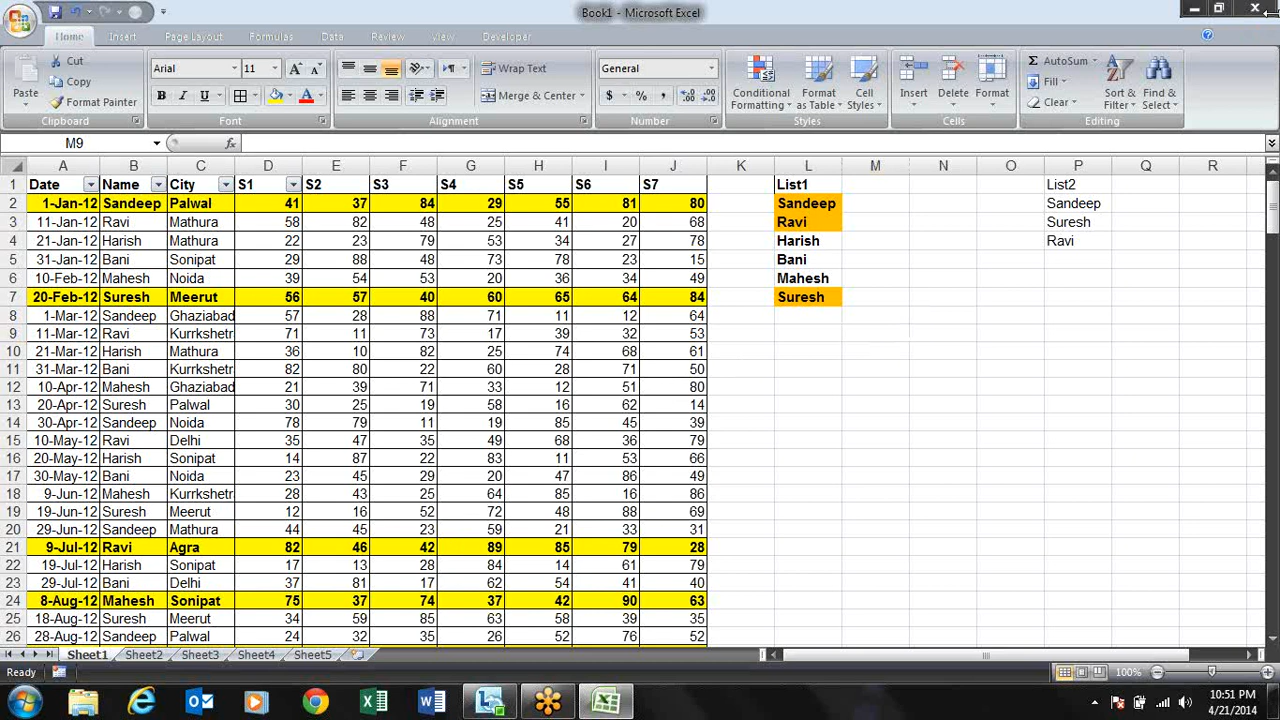 Book1 - Microsoft Excel
Home Insert Page Layout Formulas Data Review View Developer
Cut
Copy
Format Painter
Paste
Clipboard
Arial 11
Font
Wrap Text
Merge & Center
Alignment
General
Number
Conditional Formatting
Format as Table
Cell Styles
Styles
Insert Delete Format
Cells
AutoSum
Fill
Clear
Sort & Filter
Find & Select
Editing
M9
A B C D E F G H I J K L M N O P Q R
1 Date Name City S1 S2 S3 S4 S5 S6 S7 List1 List2
2 1-Jan-12 Sandeep Palwal 41 37 84 29 55 81 80 Sandeep Sandeep
3 11-Jan-12 Ravi Mathura 58 82 48 25 41 20 68 Ravi Suresh
4 21-Jan-12 Harish Mathura 22 23 79 53 34 27 78 Harish Ravi
5 31-Jan-12 Bani Sonipat 29 88 48 73 78 23 15 Bani
6 10-Feb-12 Mahesh Noida 39 54 53 20 36 34 49 Mahesh
7 20-Feb-12 Suresh Meerut 56 57 40 60 65 64 84 Suresh
8 1-Mar-12 Sandeep Ghaziabad 57 28 88 71 11 12 64
9 11-Mar-12 Ravi Kurrkshetr 71 11 73 17 39 32 53
10 21-Mar-12 Harish Mathura 36 10 82 25 74 68 61
11 31-Mar-12 Bani Kurrkshetr 82 80 22 60 28 71 50
12 10-Apr-12 Mahesh Ghaziabad 21 39 71 33 12 51 80
13 20-Apr-12 Suresh Palwal 30 25 19 58 16 62 14
14 30-Apr-12 Sandeep Noida 78 79 11 19 85 45 39
15 10-May-12 Ravi Delhi 35 47 35 49 68 36 79
16 20-May-12 Harish Sonipat 14 87 22 83 11 53 66
17 30-May-12 Bani Noida 23 45 29 20 47 86 49
18 9-Jun-12 Mahesh Kurrkshetr 28 43 25 64 85 16 86
19 19-Jun-12 Suresh Meerut 12 16 52 72 48 88 69
20 29-Jun-12 Sandeep Mathura 44 45 23 59 21 33 31
21 9-Jul-12 Ravi Agra 82 46 42 89 85 79 28
22 19-Jul-12 Harish Sonipat 17 13 28 84 14 61 79
23 29-Jul-12 Bani Delhi 37 81 17 62 54 41 40
24 8-Aug-12 Mahesh Sonipat 75 37 74 37 42 90 63
25 18-Aug-12 Suresh Meerut 34 59 85 63 58 39 35
26 28-Aug-12 Sandeep Palwal 24 32 35 26 52 76 52
Sheet1 Sheet2 Sheet3 Sheet4 Sheet5
Ready 100%
10:51 PM
4/21/2014